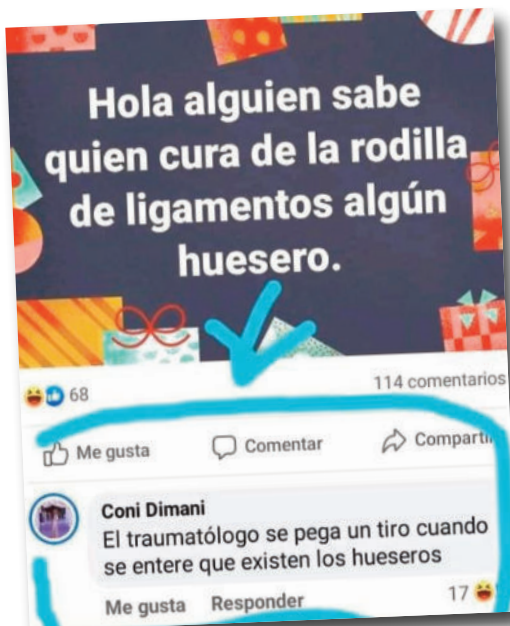 Hola alguien sabe
quien cura de la rodilla
de ligamentos algún
huesero.
68
114 comentarios
Me gusta
Comentar
Compartir
Coni Dimani
El traumatólogo se pega un tiro cuando
se entere que existen los hueseros
Me gusta
Responder
17